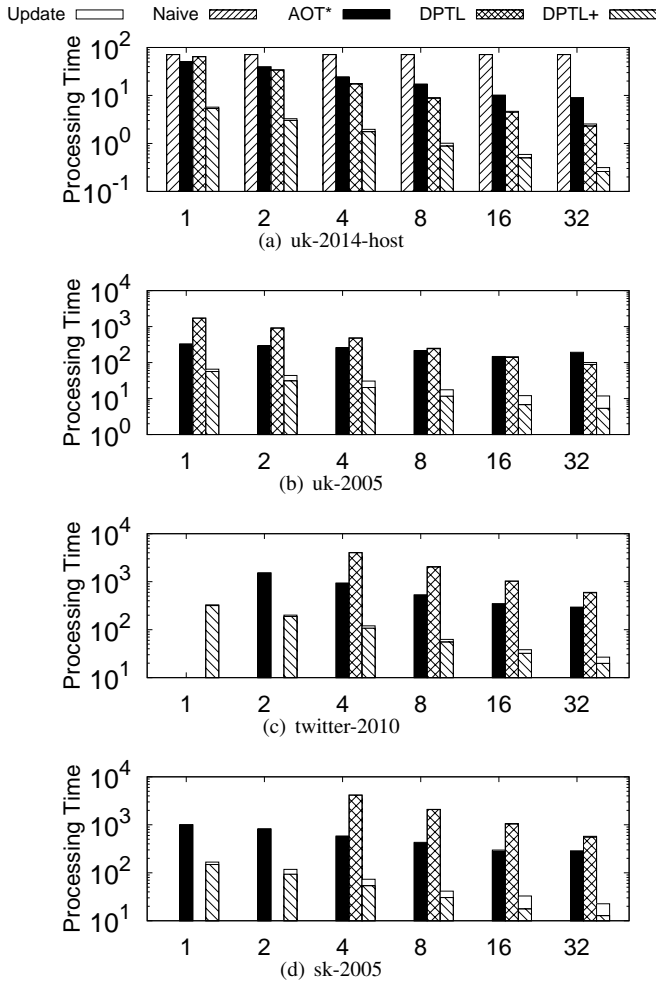 Update Naive AOT* DPTL DPTL+
Processing Time
10^2
10^1
10^0
10^-1
1 2 4 8 16 32
(a) uk-2014-host
Processing Time
10^4
10^3
10^2
10^1
10^0
1 2 4 8 16 32
(b) uk-2005
Processing Time
10^4
10^3
10^2
10^1
1 2 4 8 16 32
(c) twitter-2010
Processing Time
10^4
10^3
10^2
10^1
1 2 4 8 16 32
(d) sk-2005